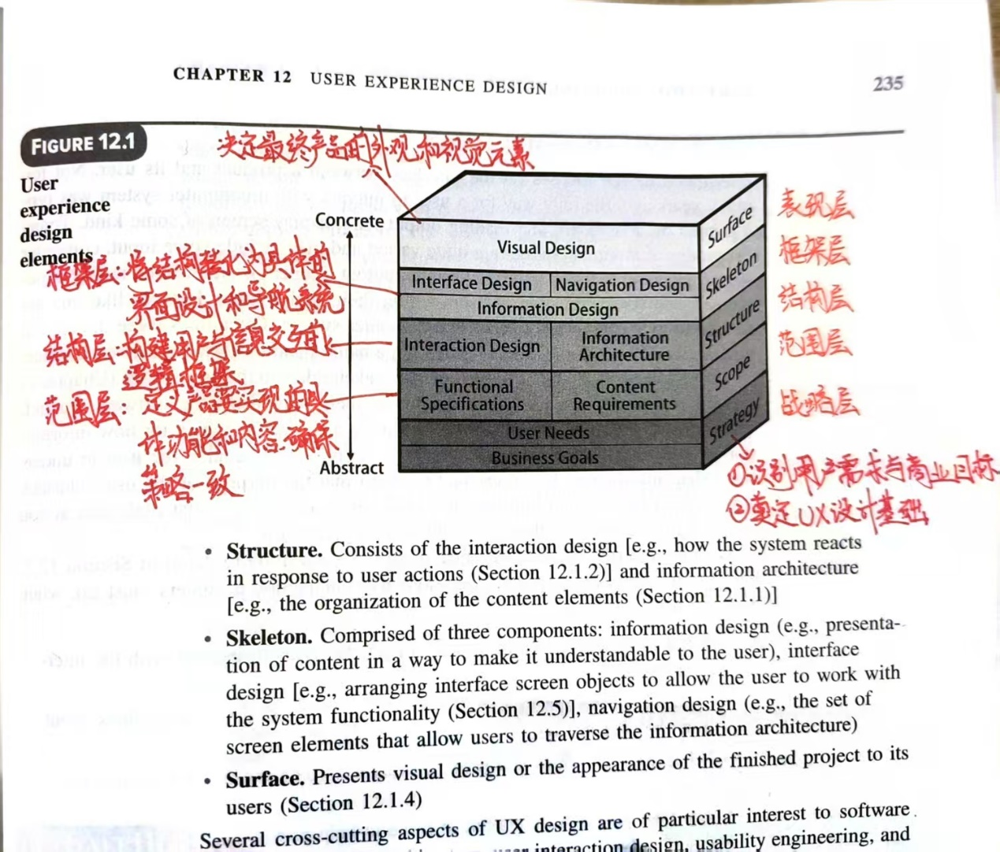 CHAPTER 12 USER EXPERIENCE DESIGN
235
FIGURE 12.1
User
experience
design
elements
决定最终产品的外观和视觉元素
Concrete
Abstract
Visual Design
Interface Design
Navigation Design
Information Design
Interaction Design
Information
Architecture
Functional
Specifications
Content
Requirements
User Needs
Business Goals
Surface
Skeleton
Structure
Scope
Strategy
表现层
框架层
结构层
范围层
战略层
框架层:将结构转化为具体的
页面设计和导航系统
结构层:构建用户与信息交互的
逻辑框架
范围层:定义产品要实现的具
体功能和内容.确保
策略一致
①识别用户需求与商业目标
②奠定UX设计基础
• Structure. Consists of the interaction design [e.g., how the system reacts
in response to user actions (Section 12.1.2)] and information architecture
[e.g., the organization of the content elements (Section 12.1.1)]
• Skeleton. Comprised of three components: information design (e.g., presenta-
tion of content in a way to make it understandable to the user), interface
design [e.g., arranging interface screen objects to allow the user to work with
the system functionality (Section 12.5)], navigation design (e.g., the set of
screen elements that allow users to traverse the information architecture)
• Surface. Presents visual design or the appearance of the finished project to its
users (Section 12.1.4)
Several cross-cutting aspects of UX design are of particular interest to software
interaction design, usability engineering, and